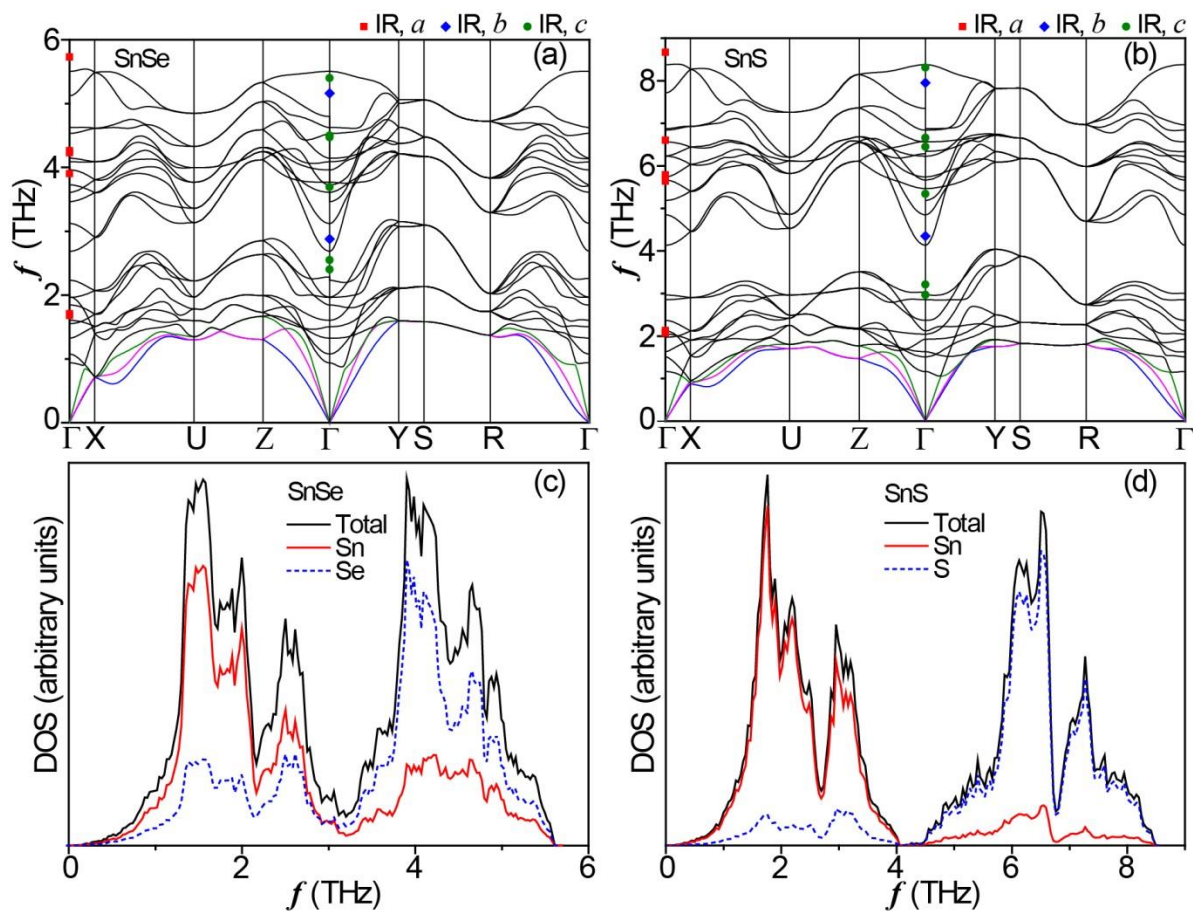 IR, a IR, b IR, c
IR, a IR, b IR, c
6
SnSe
(a)
4
f (THz)
2
0
Γ X U Z Γ Y S R Γ
SnS
(b)
8
6
f (THz)
4
2
0
Γ X U Z Γ Y S R Γ
SnSe
(c)
Total
Sn
Se
DOS (arbitrary units)
0 2 4 6
f (THz)
SnS
(d)
Total
Sn
S
DOS (arbitrary units)
0 2 4 6 8
f (THz)